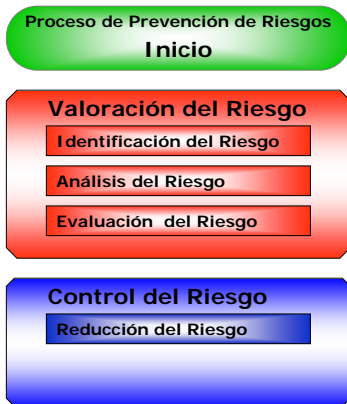 Proceso de Prevención de Riesgos
Inicio
Valoración del Riesgo
Identificación del Riesgo
Análisis del Riesgo
Evaluación del Riesgo
Control del Riesgo
Reducción del Riesgo